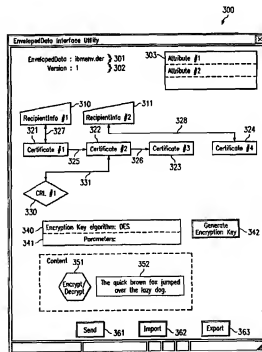 300
EnvelopedData Interface Utility
EnvelopedData : ibmenv.der 301
Version : 1 302
303
Attribute #1
Attribute #2
310
311
RecipientInfo #1
RecipientInfo #2
321
327
322
328
324
Certificate #1
Certificate #2
Certificate #3
Certificate #4
325
326
323
331
CRL #1
330
340
Encryption Key algorithm: DES
341
Parameters:
Generate
Encryption Key
342
Content
351
352
Encrypt/
Decrypt
The quick brown fox jumped
over the lazy dog.
Send
361
Import
362
Export
363